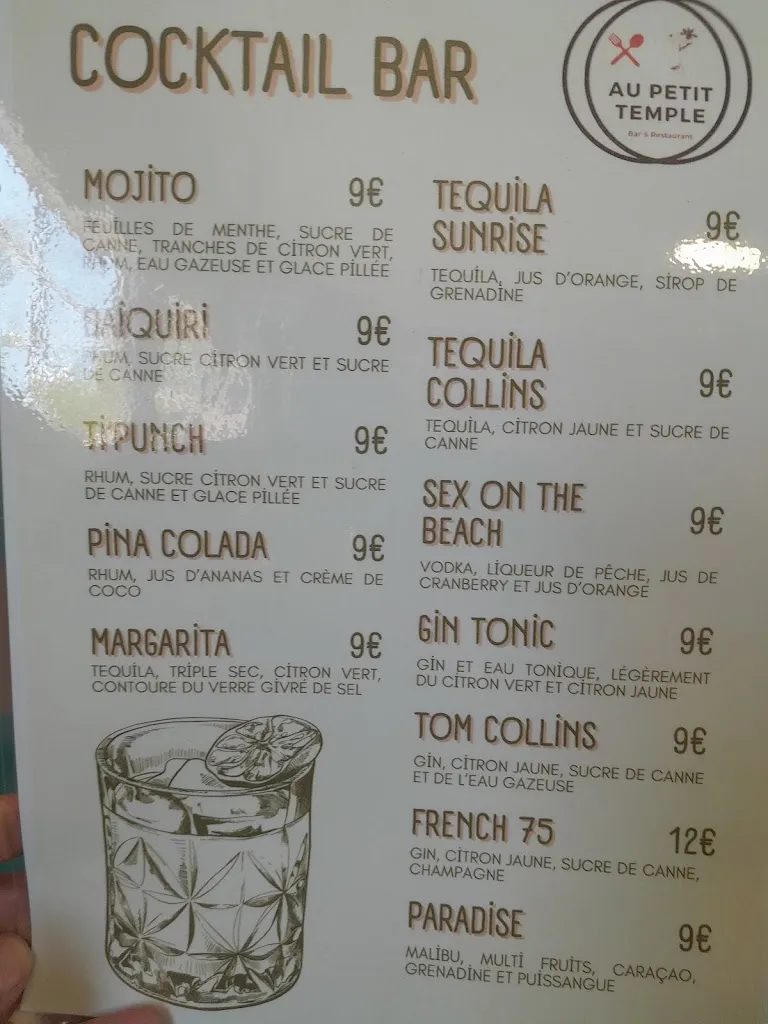 COCKTAIL BAR
AU PETIT
TEMPLE
Bar & Restaurant
MOJITO 9€
FEUILLES DE MENTHE, SUCRE DE
CANNE, TRANCHES DE CITRON VERT,
RHUM, EAU GAZEUSE ET GLACE PILLÉE
DAIQUIRI 9€
RHUM, SUCRE CITRON VERT ET SUCRE
DE CANNE
TI'PUNCH 9€
RHUM, SUCRE CITRON VERT ET SUCRE
DE CANNE ET GLACE PILLÉE
PINA COLADA 9€
RHUM, JUS D'ANANAS ET CRÈME DE
COCO
MARGARITA 9€
TEQUILA, TRIPLE SEC, CITRON VERT,
CONTOURE DU VERRE GIVRÉ DE SEL
TEQUILA
SUNRISE 9€
TEQUILA, JUS D'ORANGE, SIROP DE
GRENADINE
TEQUILA
COLLINS 9€
TEQUILA, CITRON JAUNE ET SUCRE DE
CANNE
SEX ON THE
BEACH 9€
VODKA, LIQUEUR DE PÊCHE, JUS DE
CRANBERRY ET JUS D'ORANGE
GIN TONIC 9€
GIN ET EAU TONIQUE, LÉGÈREMENT
DU CITRON VERT ET CITRON JAUNE
TOM COLLINS 9€
GIN, CITRON JAUNE, SUCRE DE CANNE
ET DE L'EAU GAZEUSE
FRENCH 75 12€
GIN, CITRON JAUNE, SUCRE DE CANNE,
CHAMPAGNE
PARADISE 9€
MALIBU, MULTI FRUITS, CARAÇAO,
GRENADINE ET PUISSANGUE